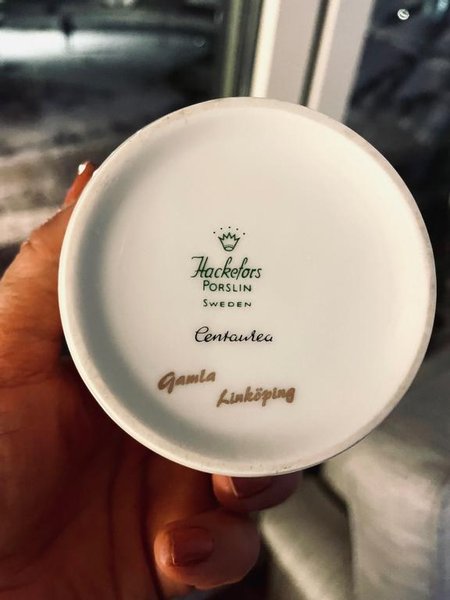 Hackefors
PORSLIN
SWEDEN
Centaurea
Gamla
Linköping